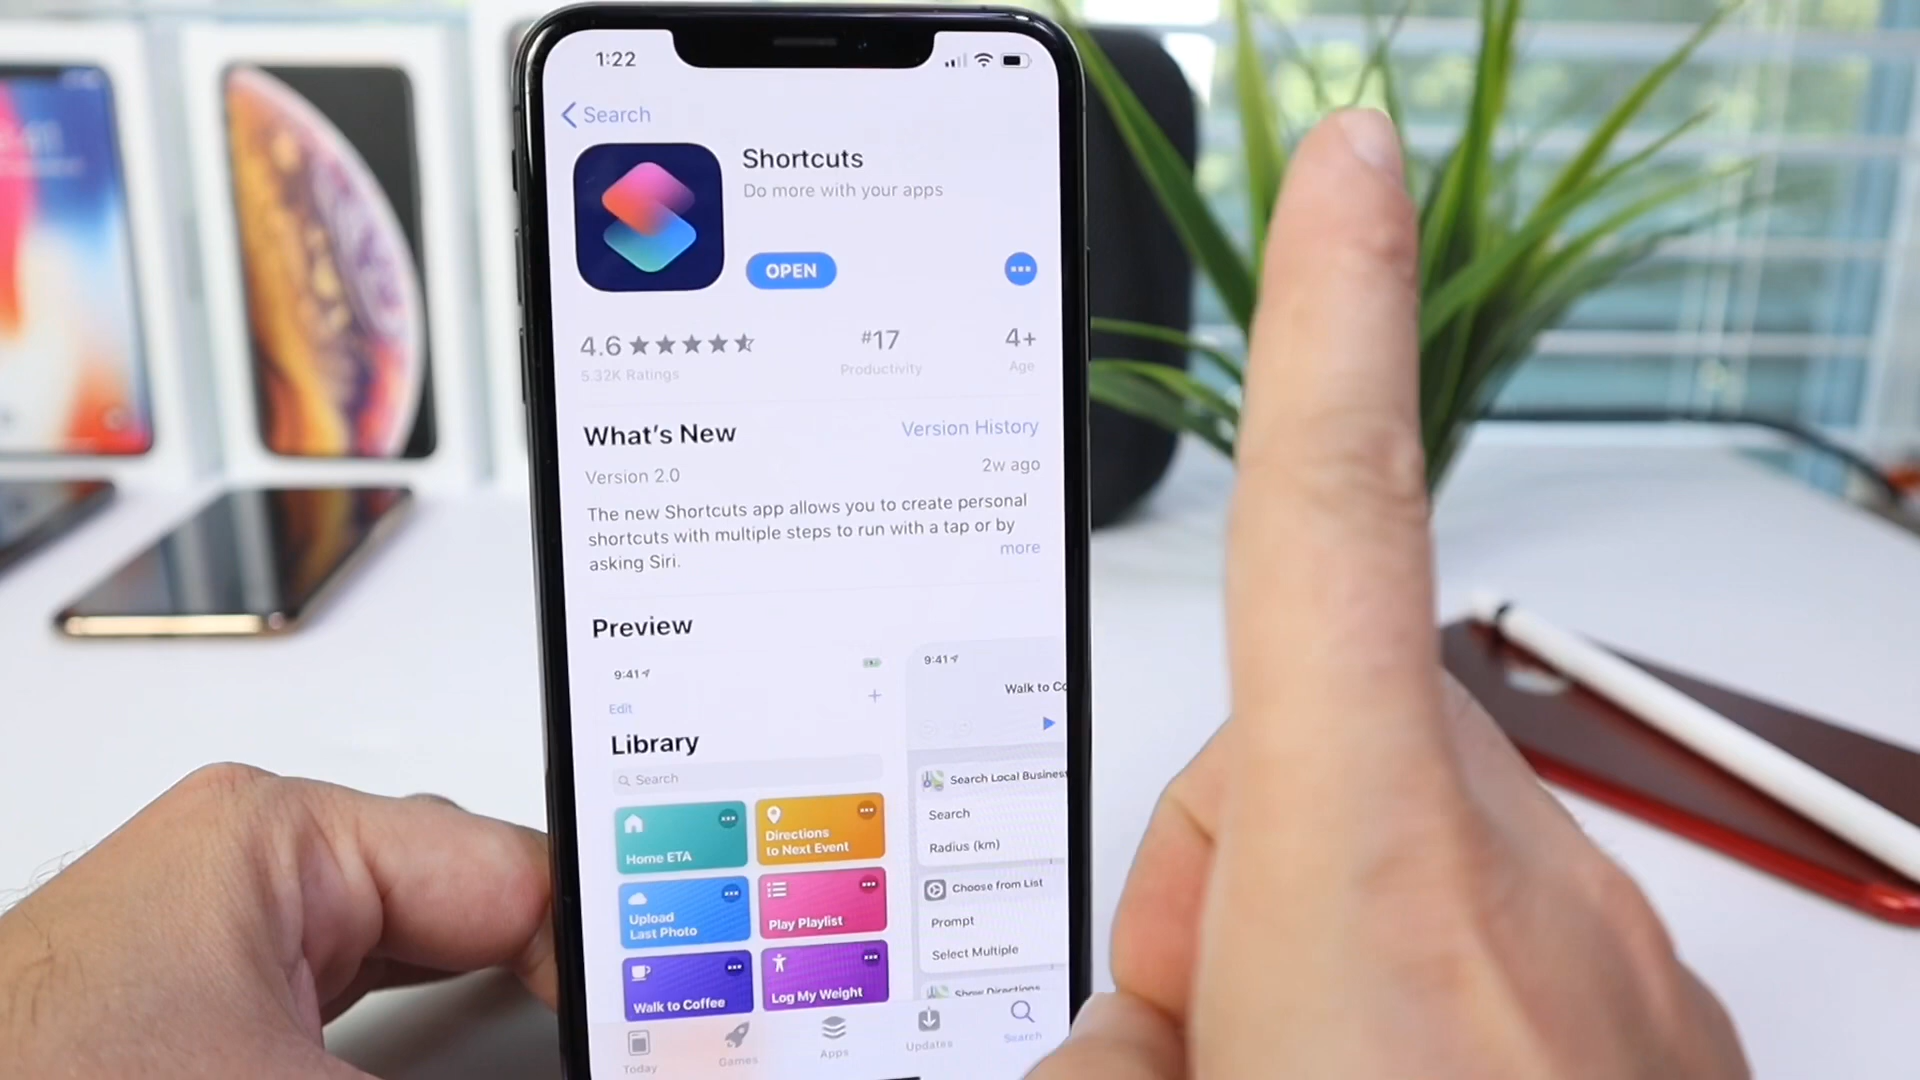 1:22
Search
Shortcuts
Do more with your apps
OPEN
4.6
#17
4+
5.32K Ratings
Productivity
Age
What's New
Version History
Version 2.0
2w ago
The new Shortcuts app allows you to create personal
shortcuts with multiple steps to run with a tap or by
asking Siri.
more
Preview
9:41
Edit
+
Library
Search
Home ETA
Directions
to Next Event
Upload
Last Photo
Play Playlist
Walk to Coffee
Log My Weight
9:41
Walk to Co
Search Local Business
Search
Radius (km)
Choose from List
Prompt
Select Multiple
Show Directions
Today
Games
Apps
Updates
Search